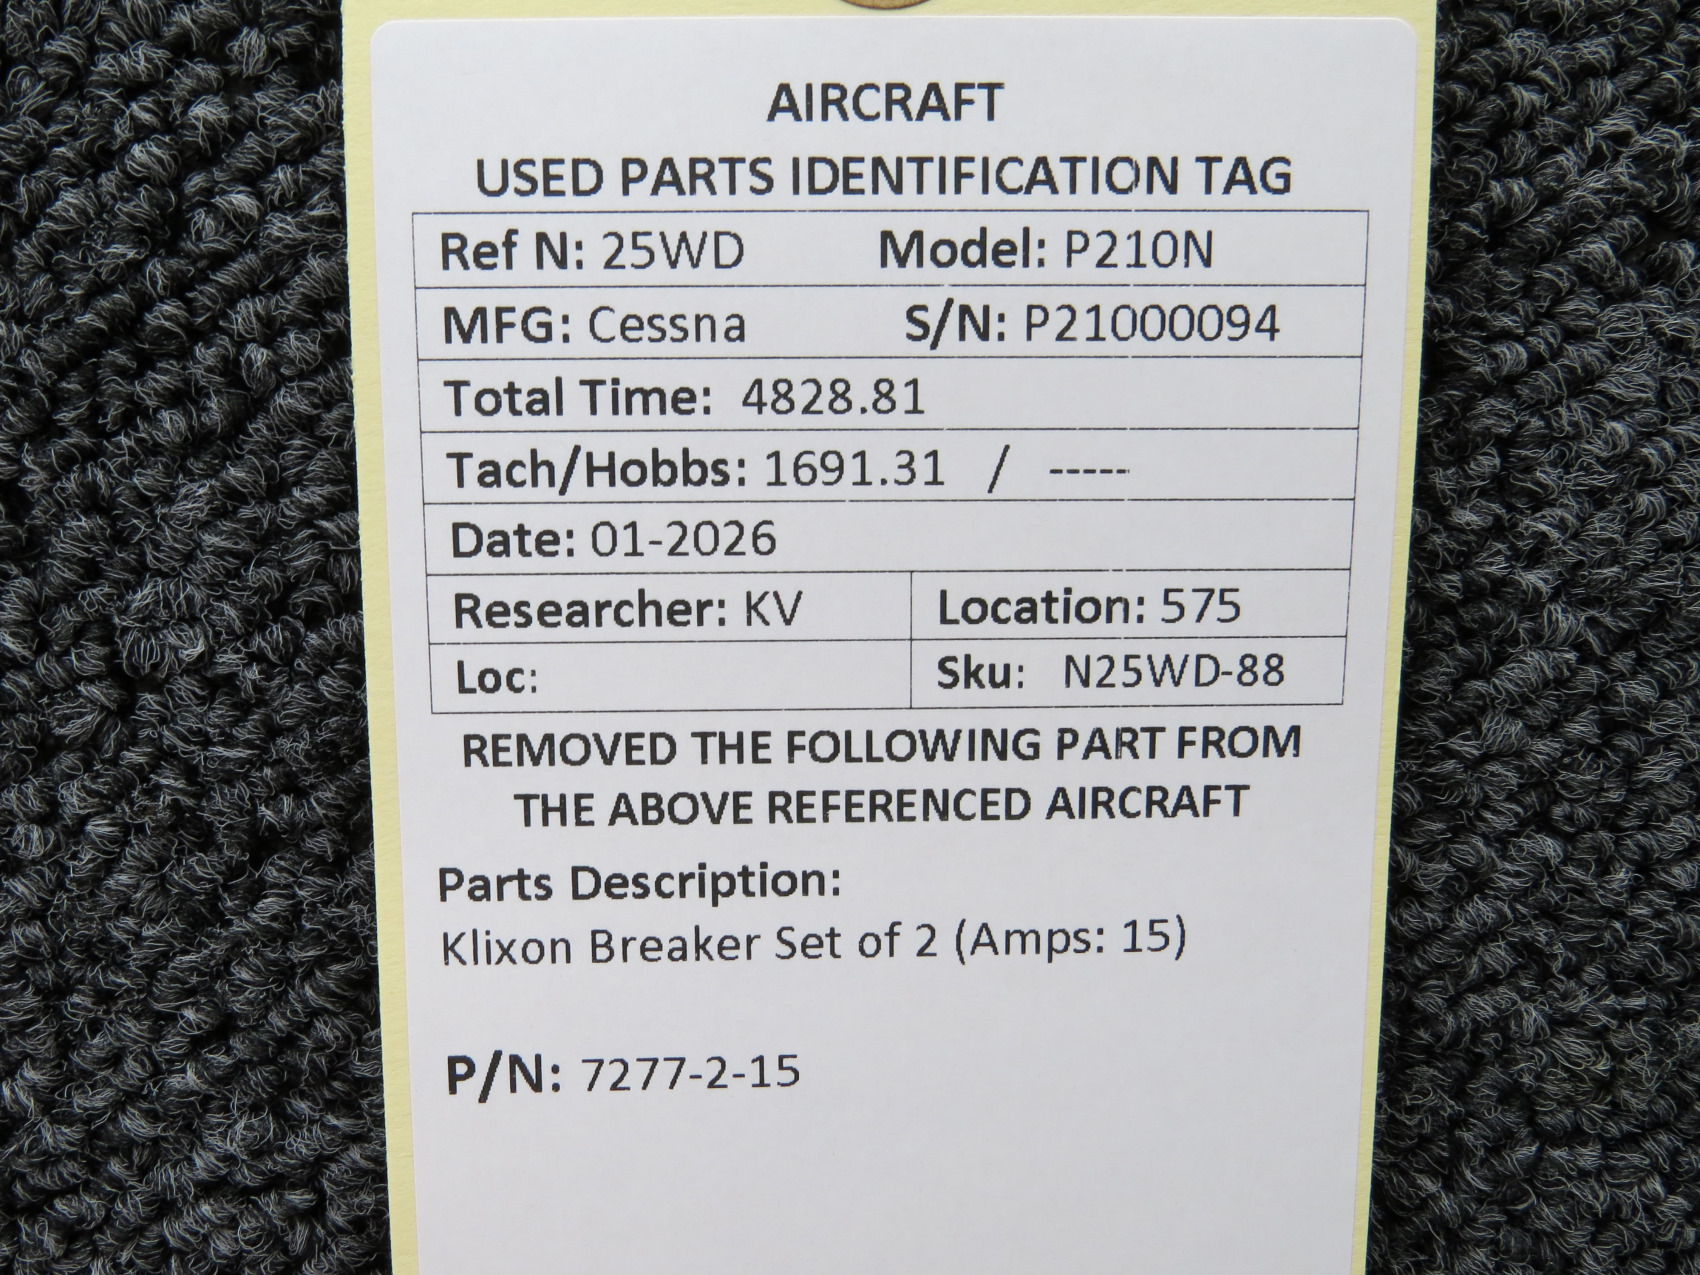 AIRCRAFT
USED PARTS IDENTIFICATION TAG
Ref N: 25WD Model: P210N
MFG: Cessna S/N: P21000094
Total Time: 4828.81
Tach/Hobbs: 1691.31 / -----
Date: 01-2026
Researcher: KV Location: 575
Loc: Sku: N25WD-88
REMOVED THE FOLLOWING PART FROM
THE ABOVE REFERENCED AIRCRAFT
Parts Description:
Klixon Breaker Set of 2 (Amps: 15)
P/N: 7277-2-15